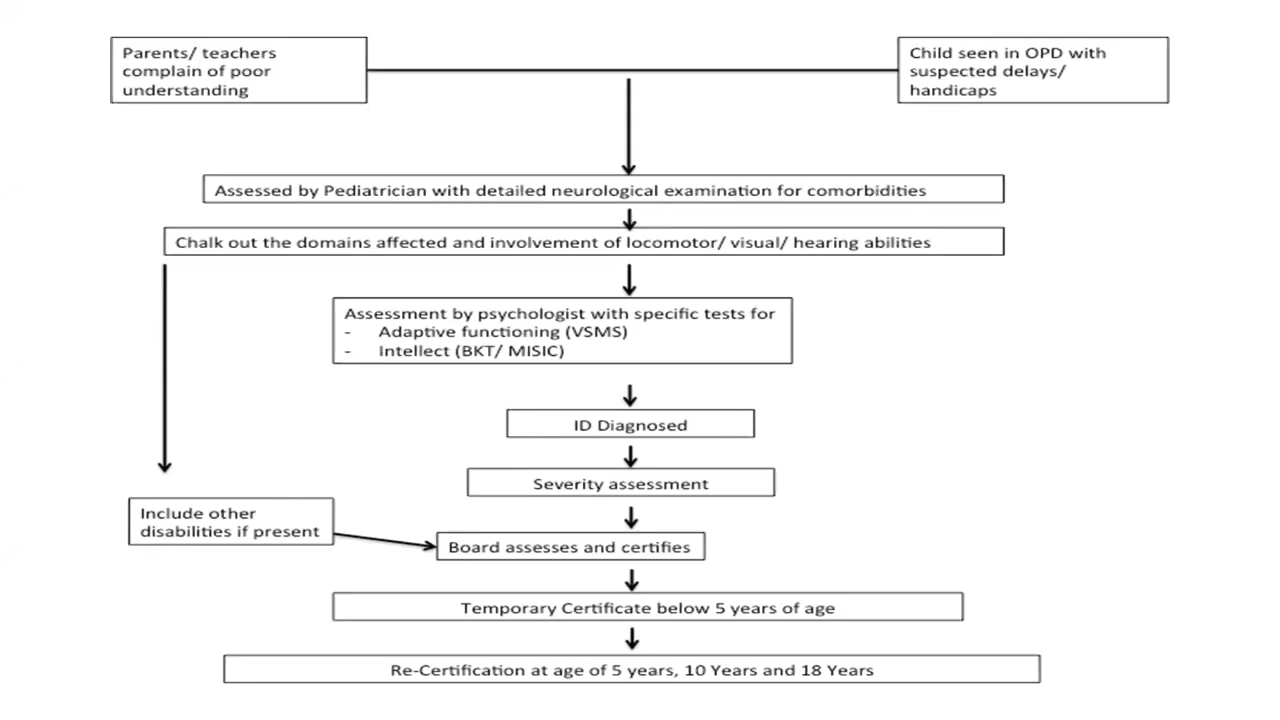 Parents/ teachers
complain of poor
understanding
Child seen in OPD with
suspected delays/
handicaps
Assessed by Pediatrician with detailed neurological examination for comorbidities
Chalk out the domains affected and involvement of locomotor/ visual/ hearing abilities
Assessment by psychologist with specific tests for
- Adaptive functioning (VSMS)
- Intellect (BKT/ MISIC)
ID Diagnosed
Severity assessment
Include other
disabilities if present
Board assesses and certifies
Temporary Certificate below 5 years of age
Re-Certification at age of 5 years, 10 Years and 18 Years